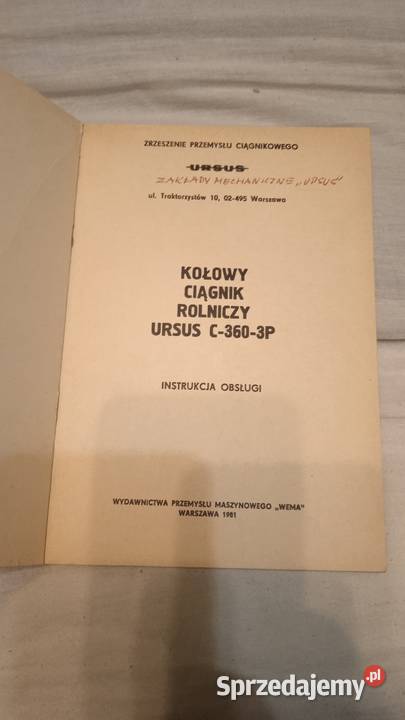 ZRZESZENIE PRZEMYSŁU CIĄGNIKOWEGO
URSUS
ZAKŁADY MECHANICZNE „URSUS"
ul. Traktorzystów 10, 02-495 Warszawa
KOŁOWY
CIĄGNIK
ROLNICZY
URSUS C-360-3P
INSTRUKCJA OBSŁUGI
WYDAWNICTWA PRZEMYSŁU MASZYNOWEGO „WEMA"
WARSZAWA 1981
Sprzedajemy.pl